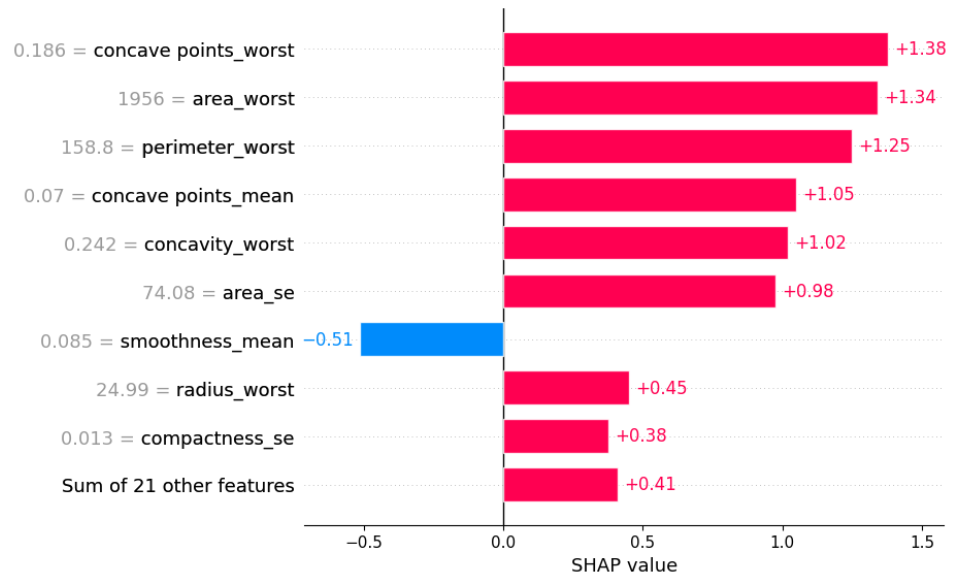 0.186 = concave points_worst +1.38
1956 = area_worst +1.34
158.8 = perimeter_worst +1.25
0.07 = concave points_mean +1.05
0.242 = concavity_worst +1.02
74.08 = area_se +0.98
0.085 = smoothness_mean −0.51
24.99 = radius_worst +0.45
0.013 = compactness_se +0.38
Sum of 21 other features +0.41
−0.5 0.0 0.5 1.0 1.5
SHAP value